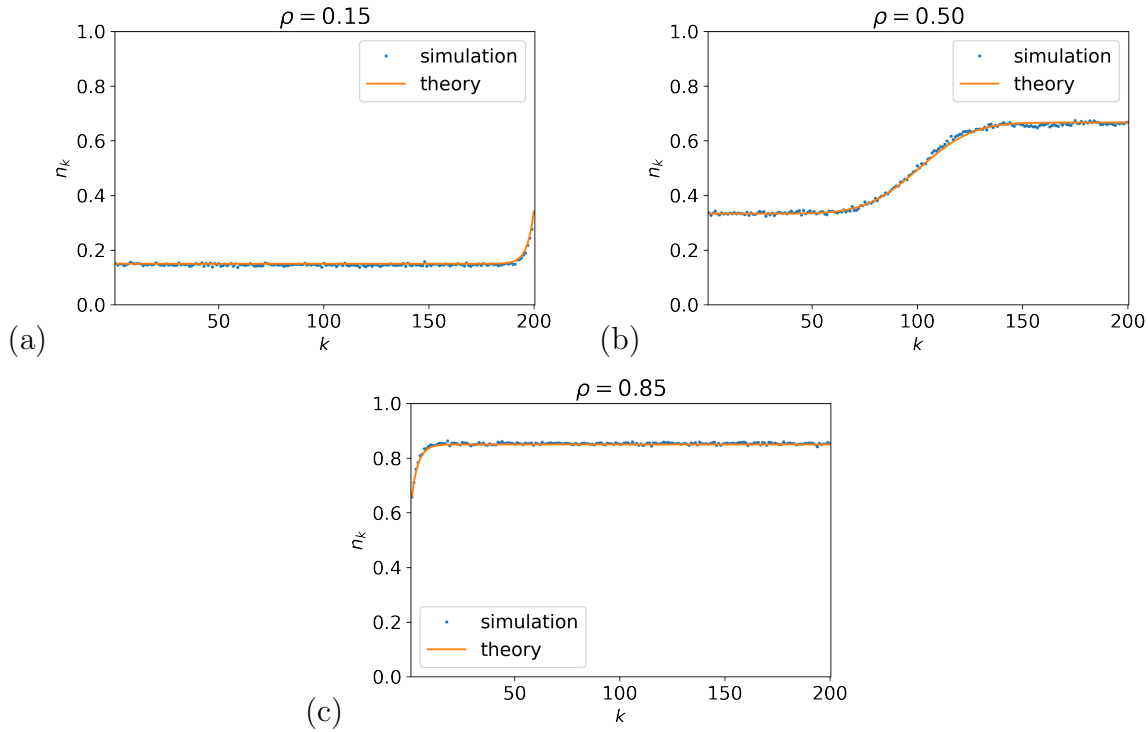 ρ = 0.15
1.0
0.8
0.6
0.4
0.2
0.0
n_k
simulation
theory
50 100 150 200
k
(a)
ρ = 0.50
1.0
0.8
0.6
0.4
0.2
0.0
n_k
simulation
theory
50 100 150 200
k
(b)
ρ = 0.85
1.0
0.8
0.6
0.4
0.2
0.0
n_k
simulation
theory
50 100 150 200
k
(c)